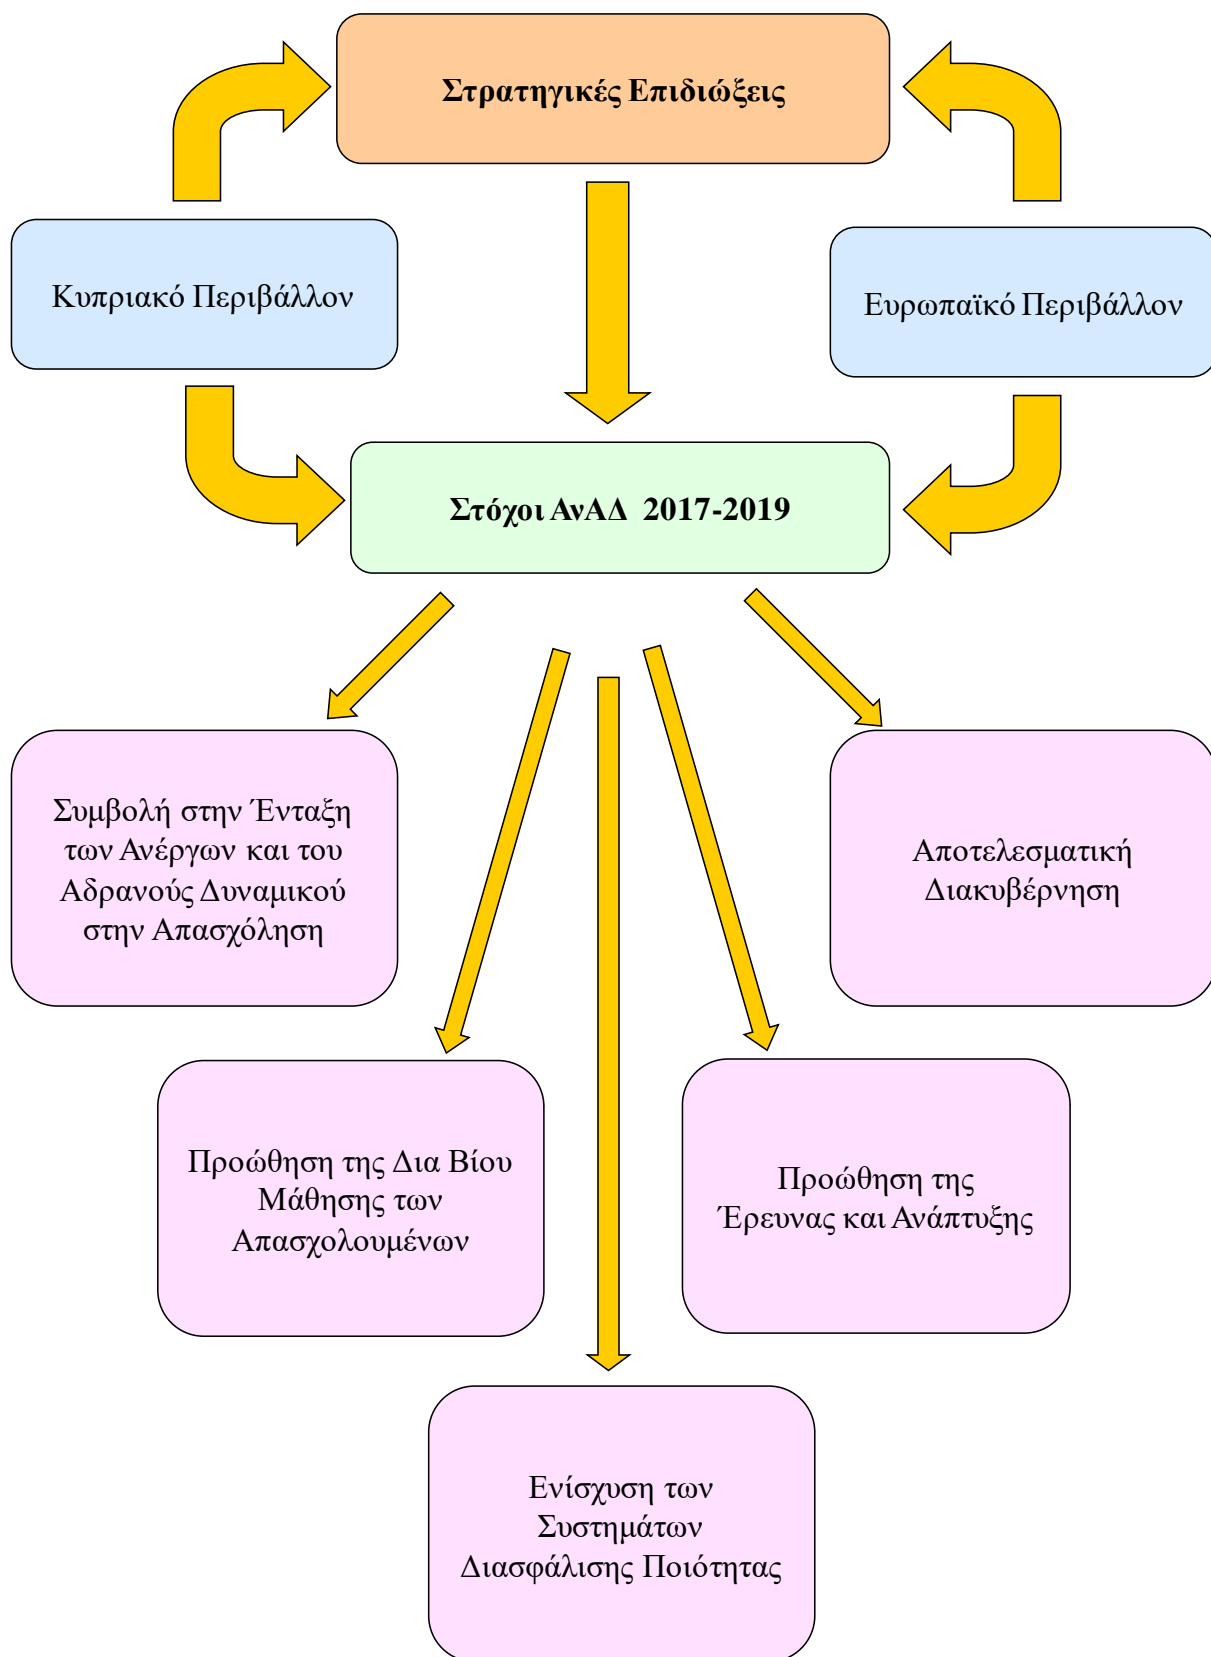 Στρατηγικές Επιδιώξεις
Κυπριακό Περιβάλλον
Ευρωπαϊκό Περιβάλλον
Στόχοι ΑνΑΔ 2017-2019
Συμβολή στην Ένταξη
των Ανέργων και του
Αδρανούς Δυναμικού
στην Απασχόληση
Αποτελεσματική
Διακυβέρνηση
Προώθηση της Δια Βίου
Μάθησης των
Απασχολουμένων
Προώθηση της
Έρευνας και Ανάπτυξης
Ενίσχυση των
Συστημάτων
Διασφάλισης Ποιότητας